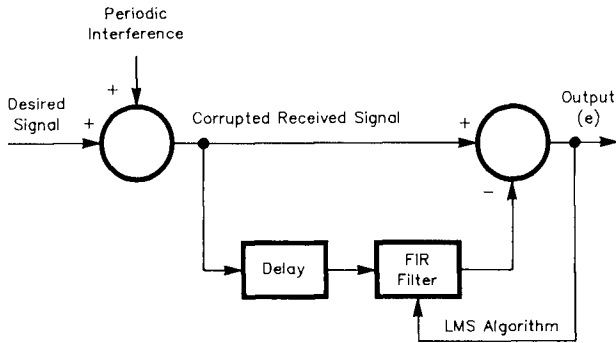 Periodic
Interference
+
Desired
Signal
+
Corrupted Received Signal
+
−
Output
(e)
Delay
FIR
Filter
LMS Algorithm